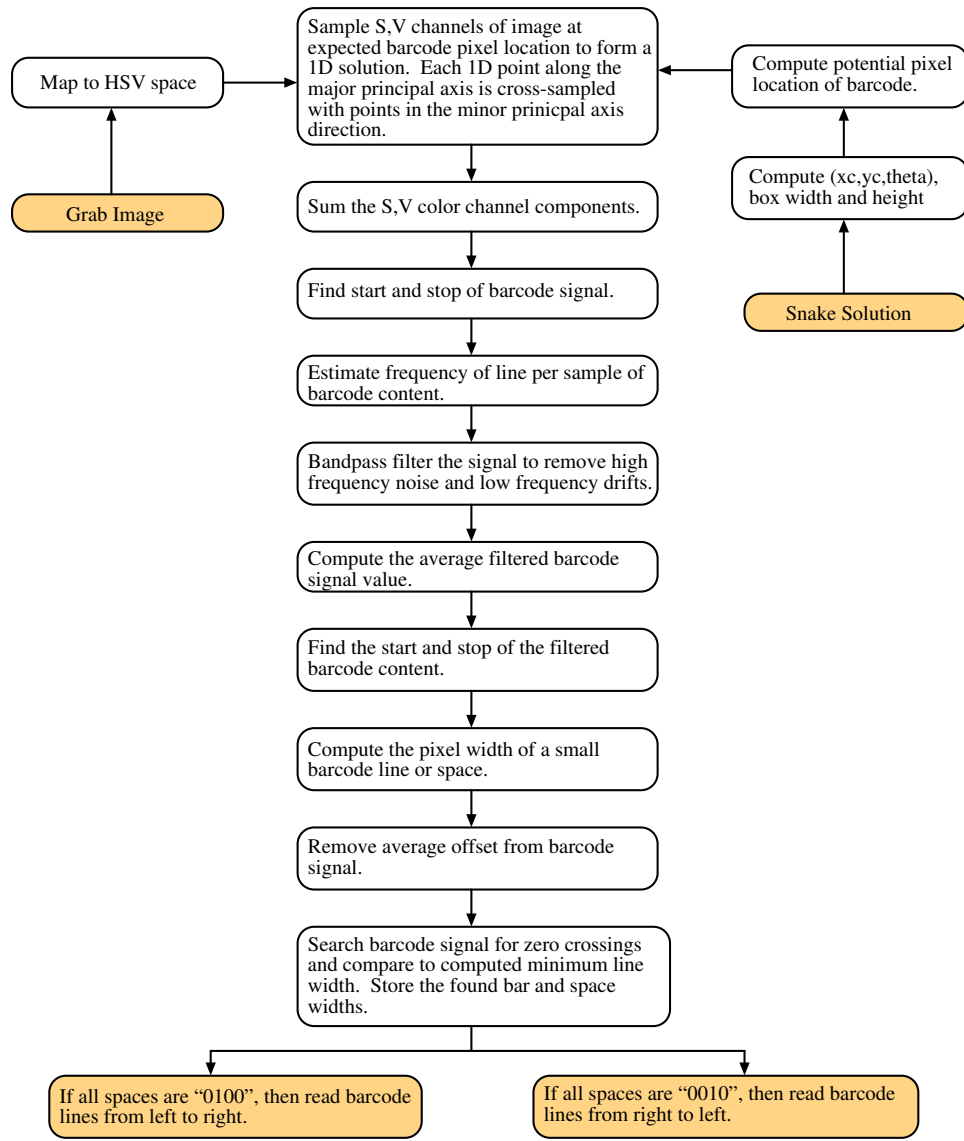 Sample S,V channels of image at
expected barcode pixel location to form a
1D solution.  Each 1D point along the
major principal axis is cross-sampled
with points in the minor prinicpal axis
direction.
Map to HSV space
Compute potential pixel
location of barcode.
Grab Image
Compute (xc,yc,theta),
box width and height
Snake Solution
Sum the S,V color channel components.
Find start and stop of barcode signal.
Estimate frequency of line per sample of
barcode content.
Bandpass filter the signal to remove high
frequency noise and low frequency drifts.
Compute the average filtered barcode
signal value.
Find the start and stop of the filtered
barcode content.
Compute the pixel width of a small
barcode line or space.
Remove average offset from barcode
signal.
Search barcode signal for zero crossings
and compare to computed minimum line
width.  Store the found bar and space
widths.
If all spaces are “0100”, then read barcode
lines from left to right.
If all spaces are “0010”, then read barcode
lines from right to left.